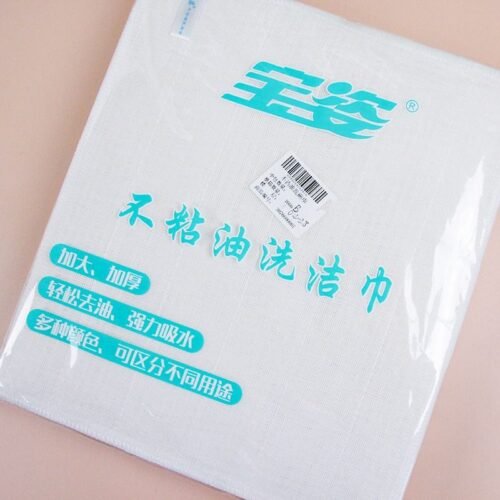 宝姿®
不粘油洗洁巾
加大、加厚
轻松去油、强力吸水
多种颜色、可区分不同用途